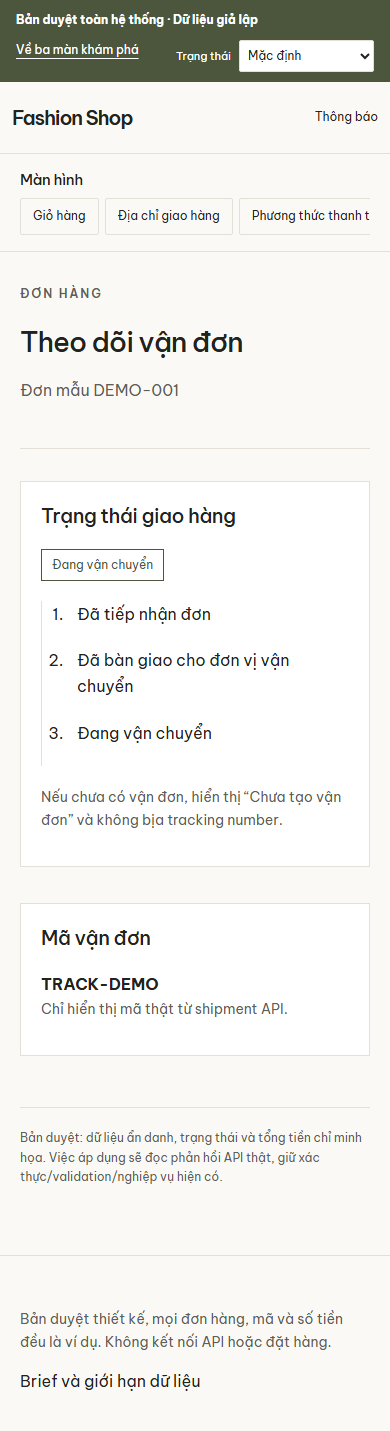 Bản duyệt toàn hệ thống · Dữ liệu giả lập
Về ba màn khám phá
Trạng thái
Mặc định
Fashion Shop
Thông báo
Màn hình
Giỏ hàng
Địa chỉ giao hàng
Phương thức thanh t
ĐƠN HÀNG
Theo dõi vận đơn
Đơn mẫu DEMO-001
Trạng thái giao hàng
Đang vận chuyển
1. Đã tiếp nhận đơn
2. Đã bàn giao cho đơn vị vận
chuyển
3. Đang vận chuyển
Nếu chưa có vận đơn, hiển thị “Chưa tạo vận
đơn” và không bịa tracking number.
Mã vận đơn
TRACK-DEMO
Chỉ hiển thị mã thật từ shipment API.
Bản duyệt: dữ liệu ẩn danh, trạng thái và tổng tiền chỉ minh
họa. Việc áp dụng sẽ đọc phản hồi API thật, giữ xác
thực/validation/nghiệp vụ hiện có.
Bản duyệt thiết kế, mọi đơn hàng, mã và số tiền
đều là ví dụ. Không kết nối API hoặc đặt hàng.
Brief và giới hạn dữ liệu